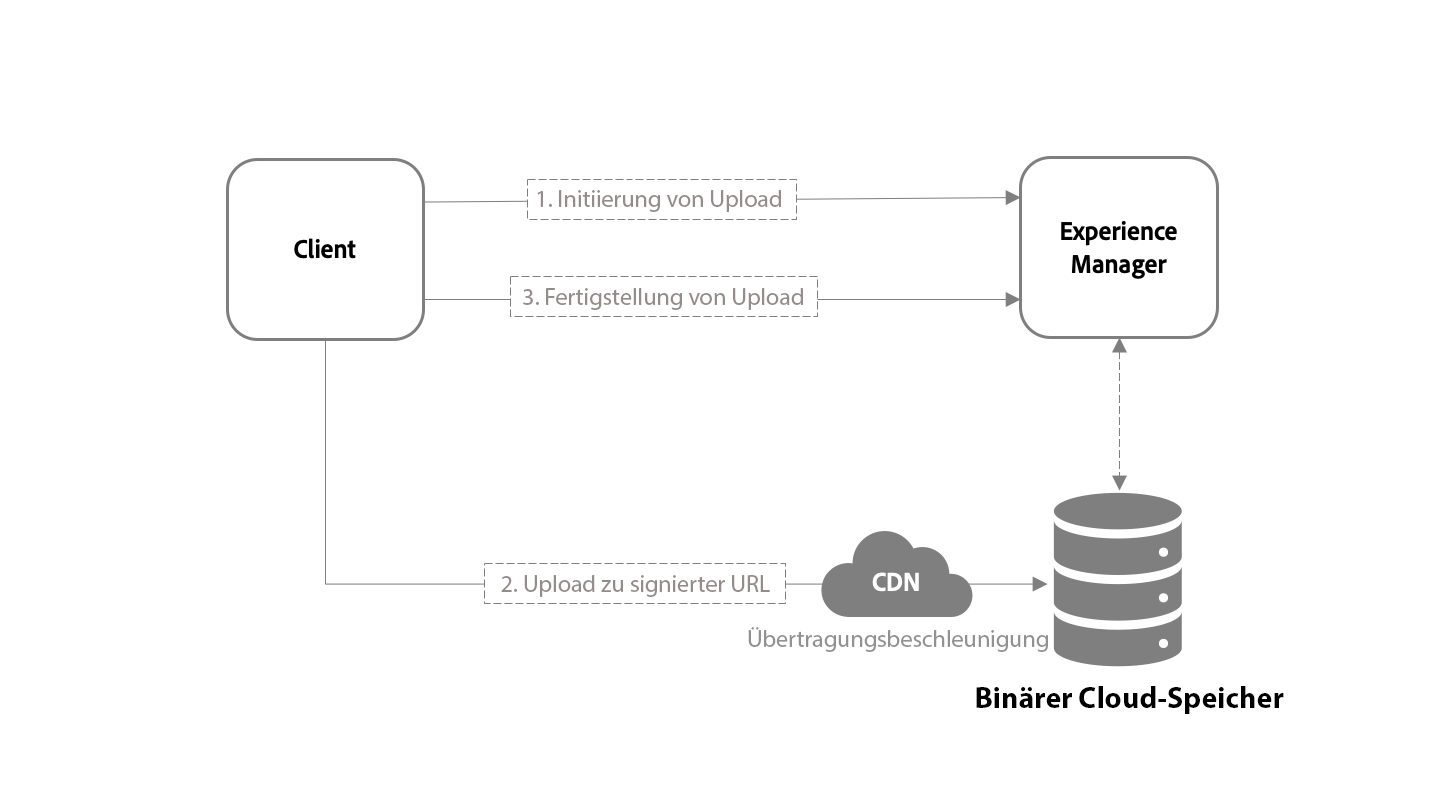 1. Initiierung von Upload
Client
Experience
Manager
3. Fertigstellung von Upload
2. Upload zu signierter URL
CDN
Übertragungsbeschleunigung
Binärer Cloud-Speicher